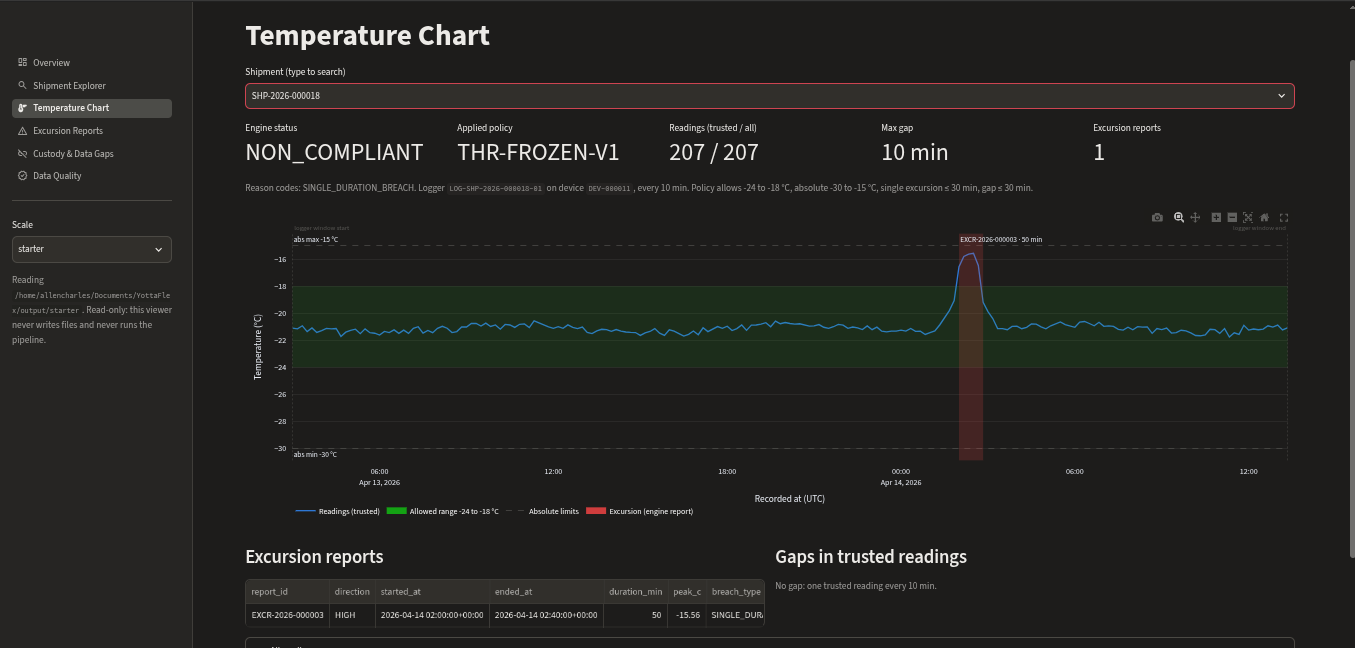 Temperature Chart
Overview
Shipment Explorer
Temperature Chart
Excursion Reports
Custody & Data Gaps
Data Quality
Scale
starter
Reading
/home/allencharles/Documents/YottaFle
x/output/starter . Read-only: this viewer
never writes files and never runs the
pipeline.
Shipment (type to search)
SHP-2026-000018
Engine status
NON_COMPLIANT
Applied policy
THR-FROZEN-V1
Readings (trusted / all)
207 / 207
Max gap
10 min
Excursion reports
1
Reason codes: SINGLE_DURATION_BREACH. Logger LOG-SHP-2026-000018-01 on device DEV-000011 , every 10 min. Policy allows -24 to -18 °C, absolute -30 to -15 °C, single excursion ≤ 30 min, gap ≤ 30 min.
logger window start
logger window end
abs max -15 °C
EXCR-2026-000003 · 50 min
−16
−18
−20
−22
−24
−26
−28
−30
Temperature (°C)
abs min -30 °C
06:00
Apr 13, 2026
12:00
18:00
00:00
Apr 14, 2026
06:00
12:00
Recorded at (UTC)
Readings (trusted)
Allowed range -24 to -18 °C
Absolute limits
Excursion (engine report)
Excursion reports
report_id direction started_at ended_at duration_min peak_c breach_type
EXCR-2026-000003 HIGH 2026-04-14 02:00:00+00:00 2026-04-14 02:40:00+00:00 50 -15.56 SINGLE_DUR
Gaps in trusted readings
No gap: one trusted reading every 10 min.